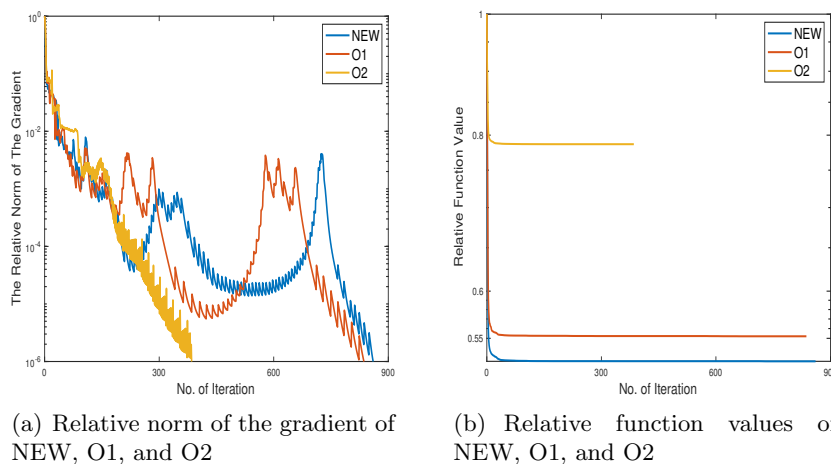 10^0
10^-2
10^-4
10^-6
0
300
600
900
The Relative Norm of The Gradient
No. of Iteration
NEW
O1
O2
1
0.8
0.6
0.55
0
300
600
900
Relative Function Value
No. of Iteration
NEW
O1
O2
(a) Relative norm of the gradient of
NEW, O1, and O2
(b) Relative function values o
NEW, O1, and O2